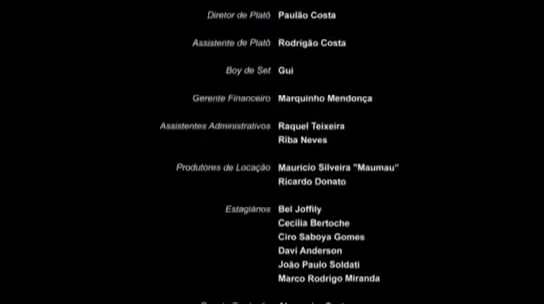 Diretor de Platô Paulão Costa
Assistente de Platô Rodrigão Costa
Boy de Set Gui
Gerente Financeiro Marquinho Mendonça
Assistentes Administrativos Raquel Teixeira
Riba Neves
Produtores de Locação Mauricio Silveira "Maumau"
Ricardo Donato
Estagiários Bel Joffily
Cecilia Bertoche
Ciro Saboya Gomes
Davi Anderson
João Paulo Soldati
Marco Rodrigo Miranda